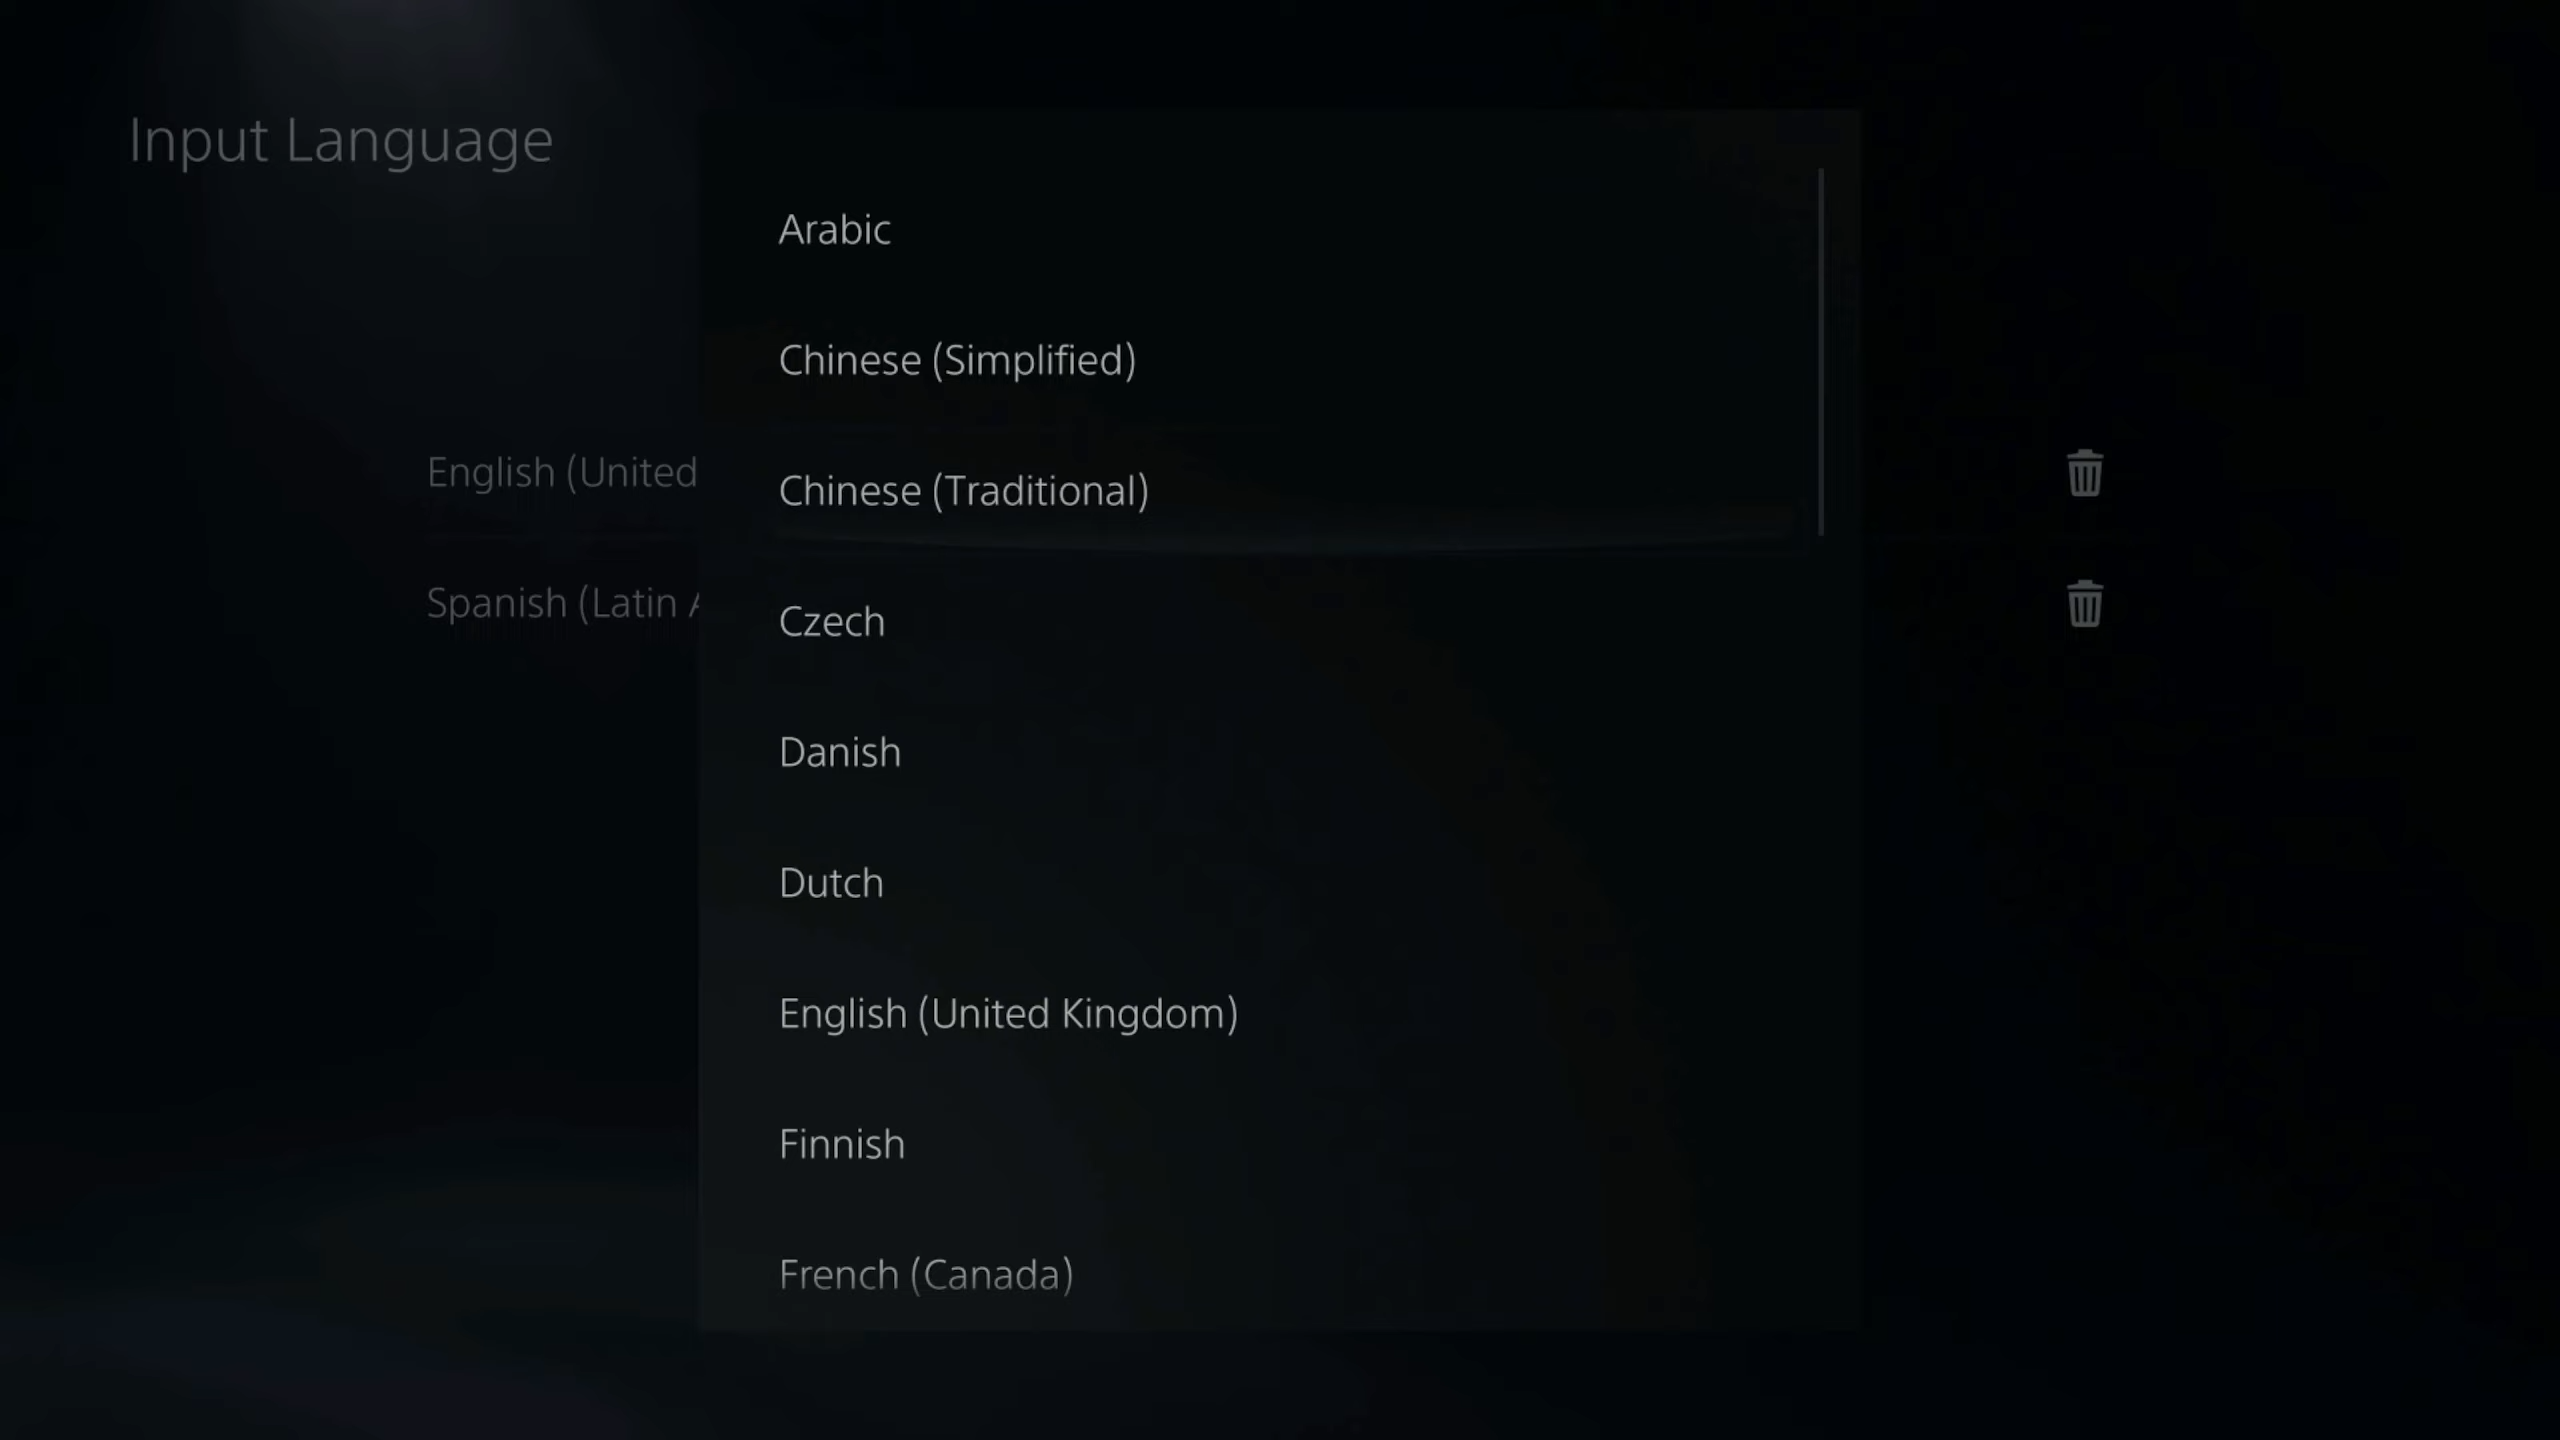 Input Language
Arabic
Chinese (Simplified)
Chinese (Traditional)
English (United
Spanish (Latin
Czech
Danish
Dutch
English (United Kingdom)
Finnish
French (Canada)